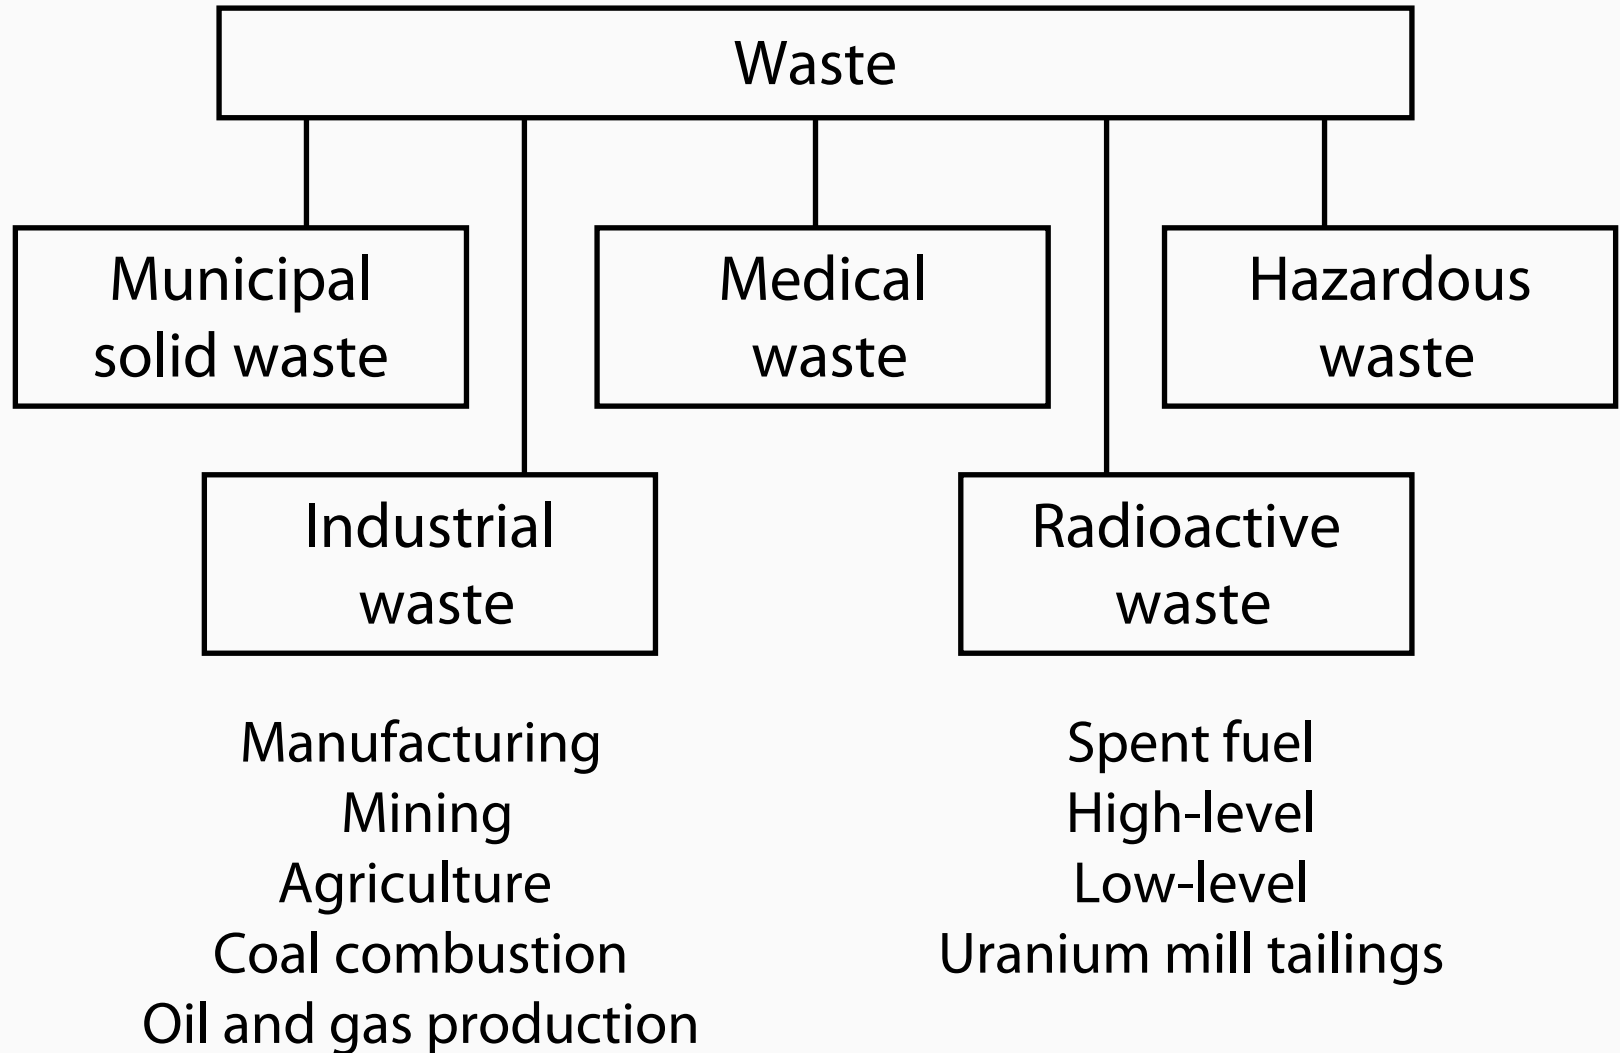 Waste
Municipal
solid waste
Medical
waste
Hazardous
waste
Industrial
waste
Radioactive
waste
Manufacturing
Mining
Agriculture
Coal combustion
Oil and gas production
Spent fuel
High-level
Low-level
Uranium mill tailings